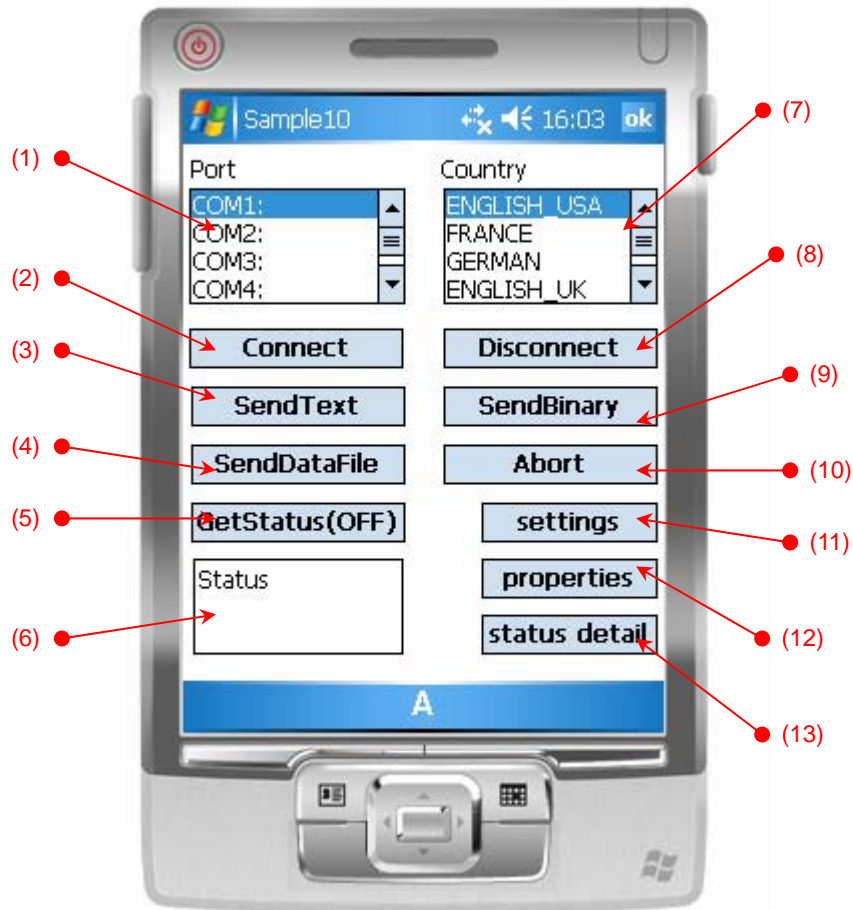 Sample10 16:03 ok
(7)
(1)
Port
Country
COM1:
COM2:
COM3:
COM4:
ENGLISH_USA
FRANCE
GERMAN
ENGLISH_UK
(2)
(8)
Connect
Disconnect
(3)
(9)
SendText
SendBinary
(4)
SendDataFile
Abort
(10)
(5)
GetStatus(OFF)
settings
(11)
Status
properties
(6)
(12)
status detail
A
(13)